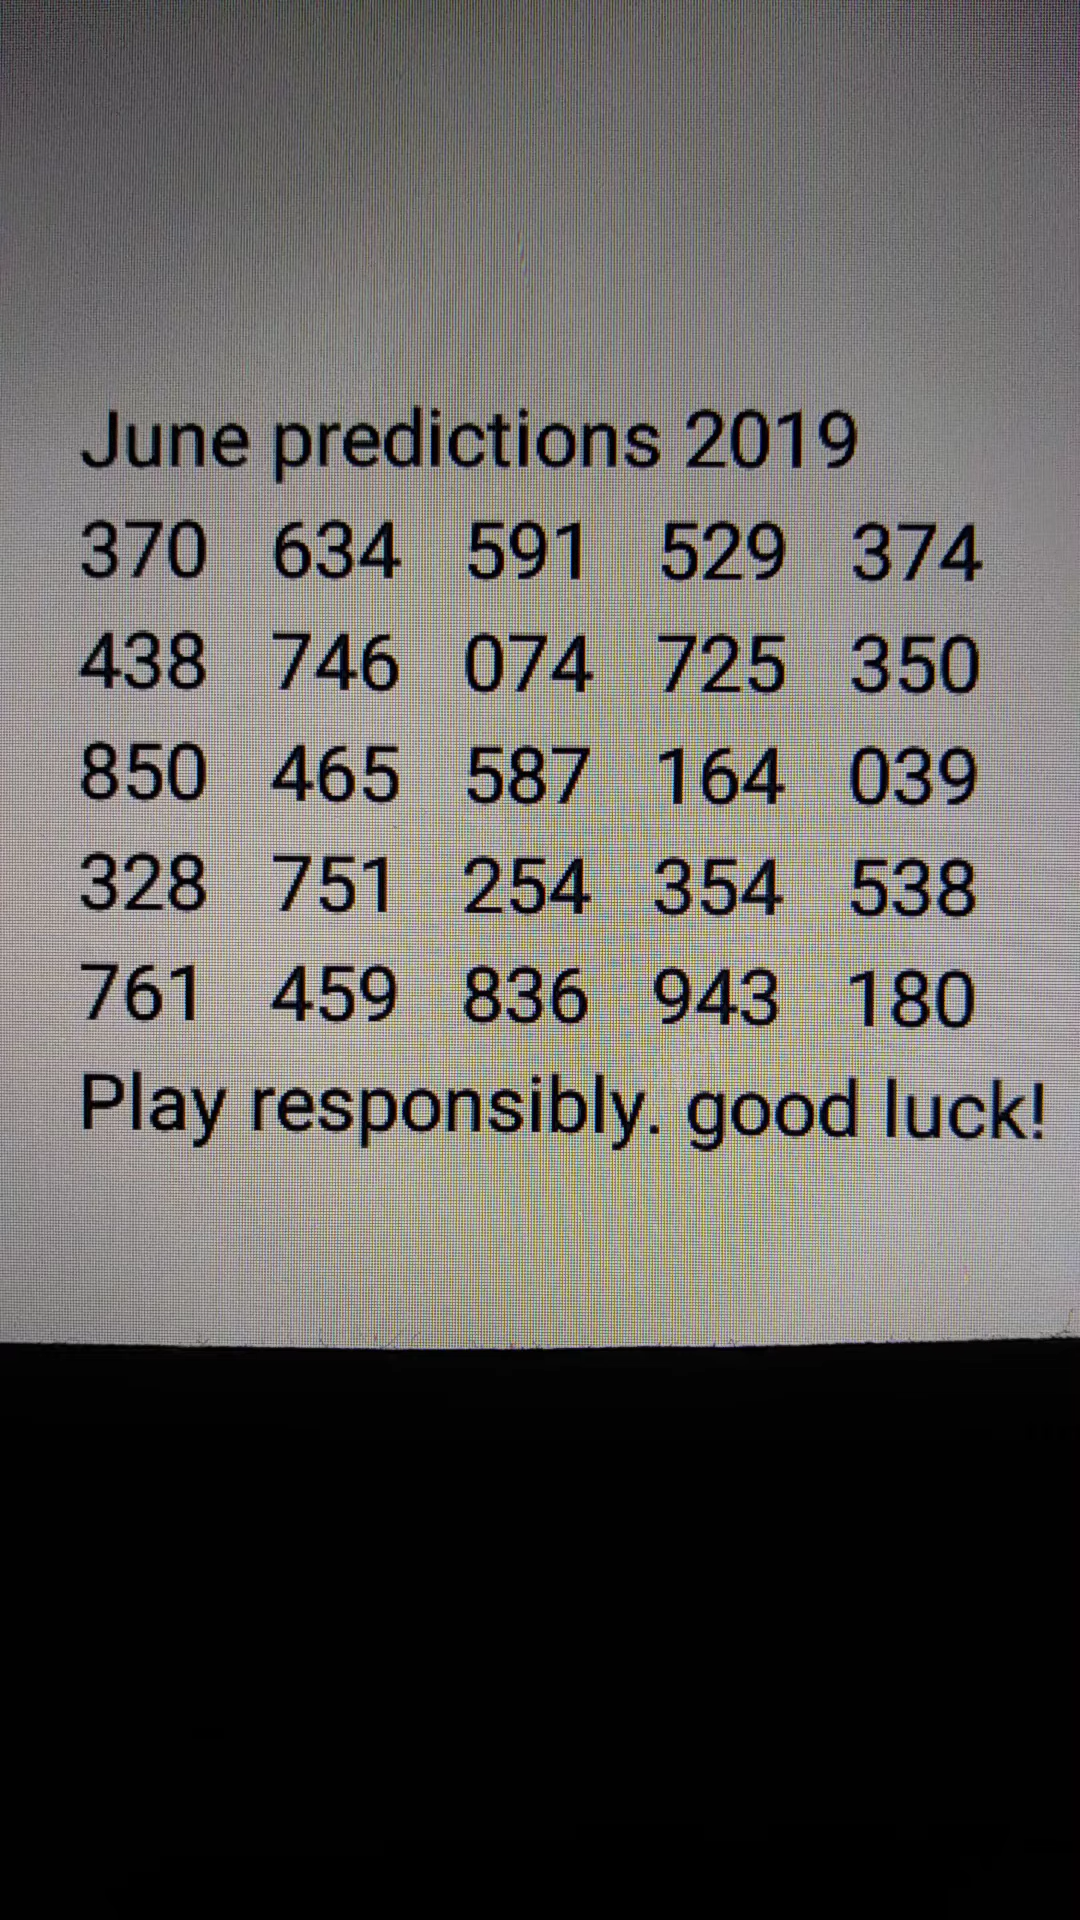 June predictions 2019
370 634 591 529 374
438 746 074 725 350
850 465 587 164 039
328 751 254 354 538
761 459 836 943 180
Play responsibly. good luck!